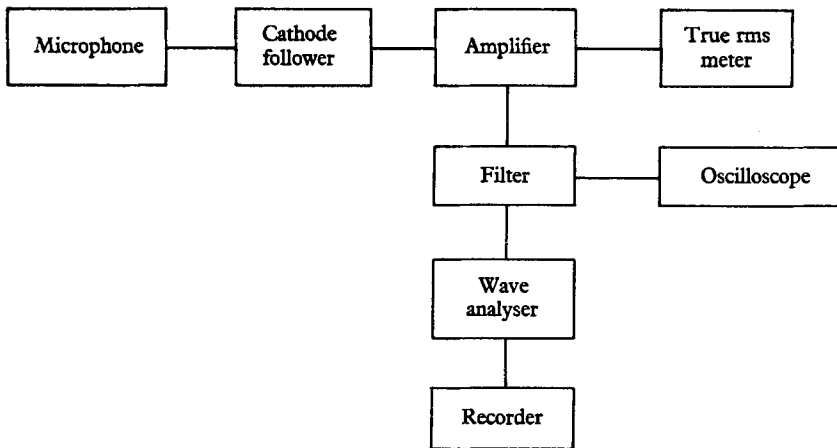 Microphone
Cathode
follower
Amplifier
True rms
meter
Filter
Oscilloscope
Wave
analyser
Recorder